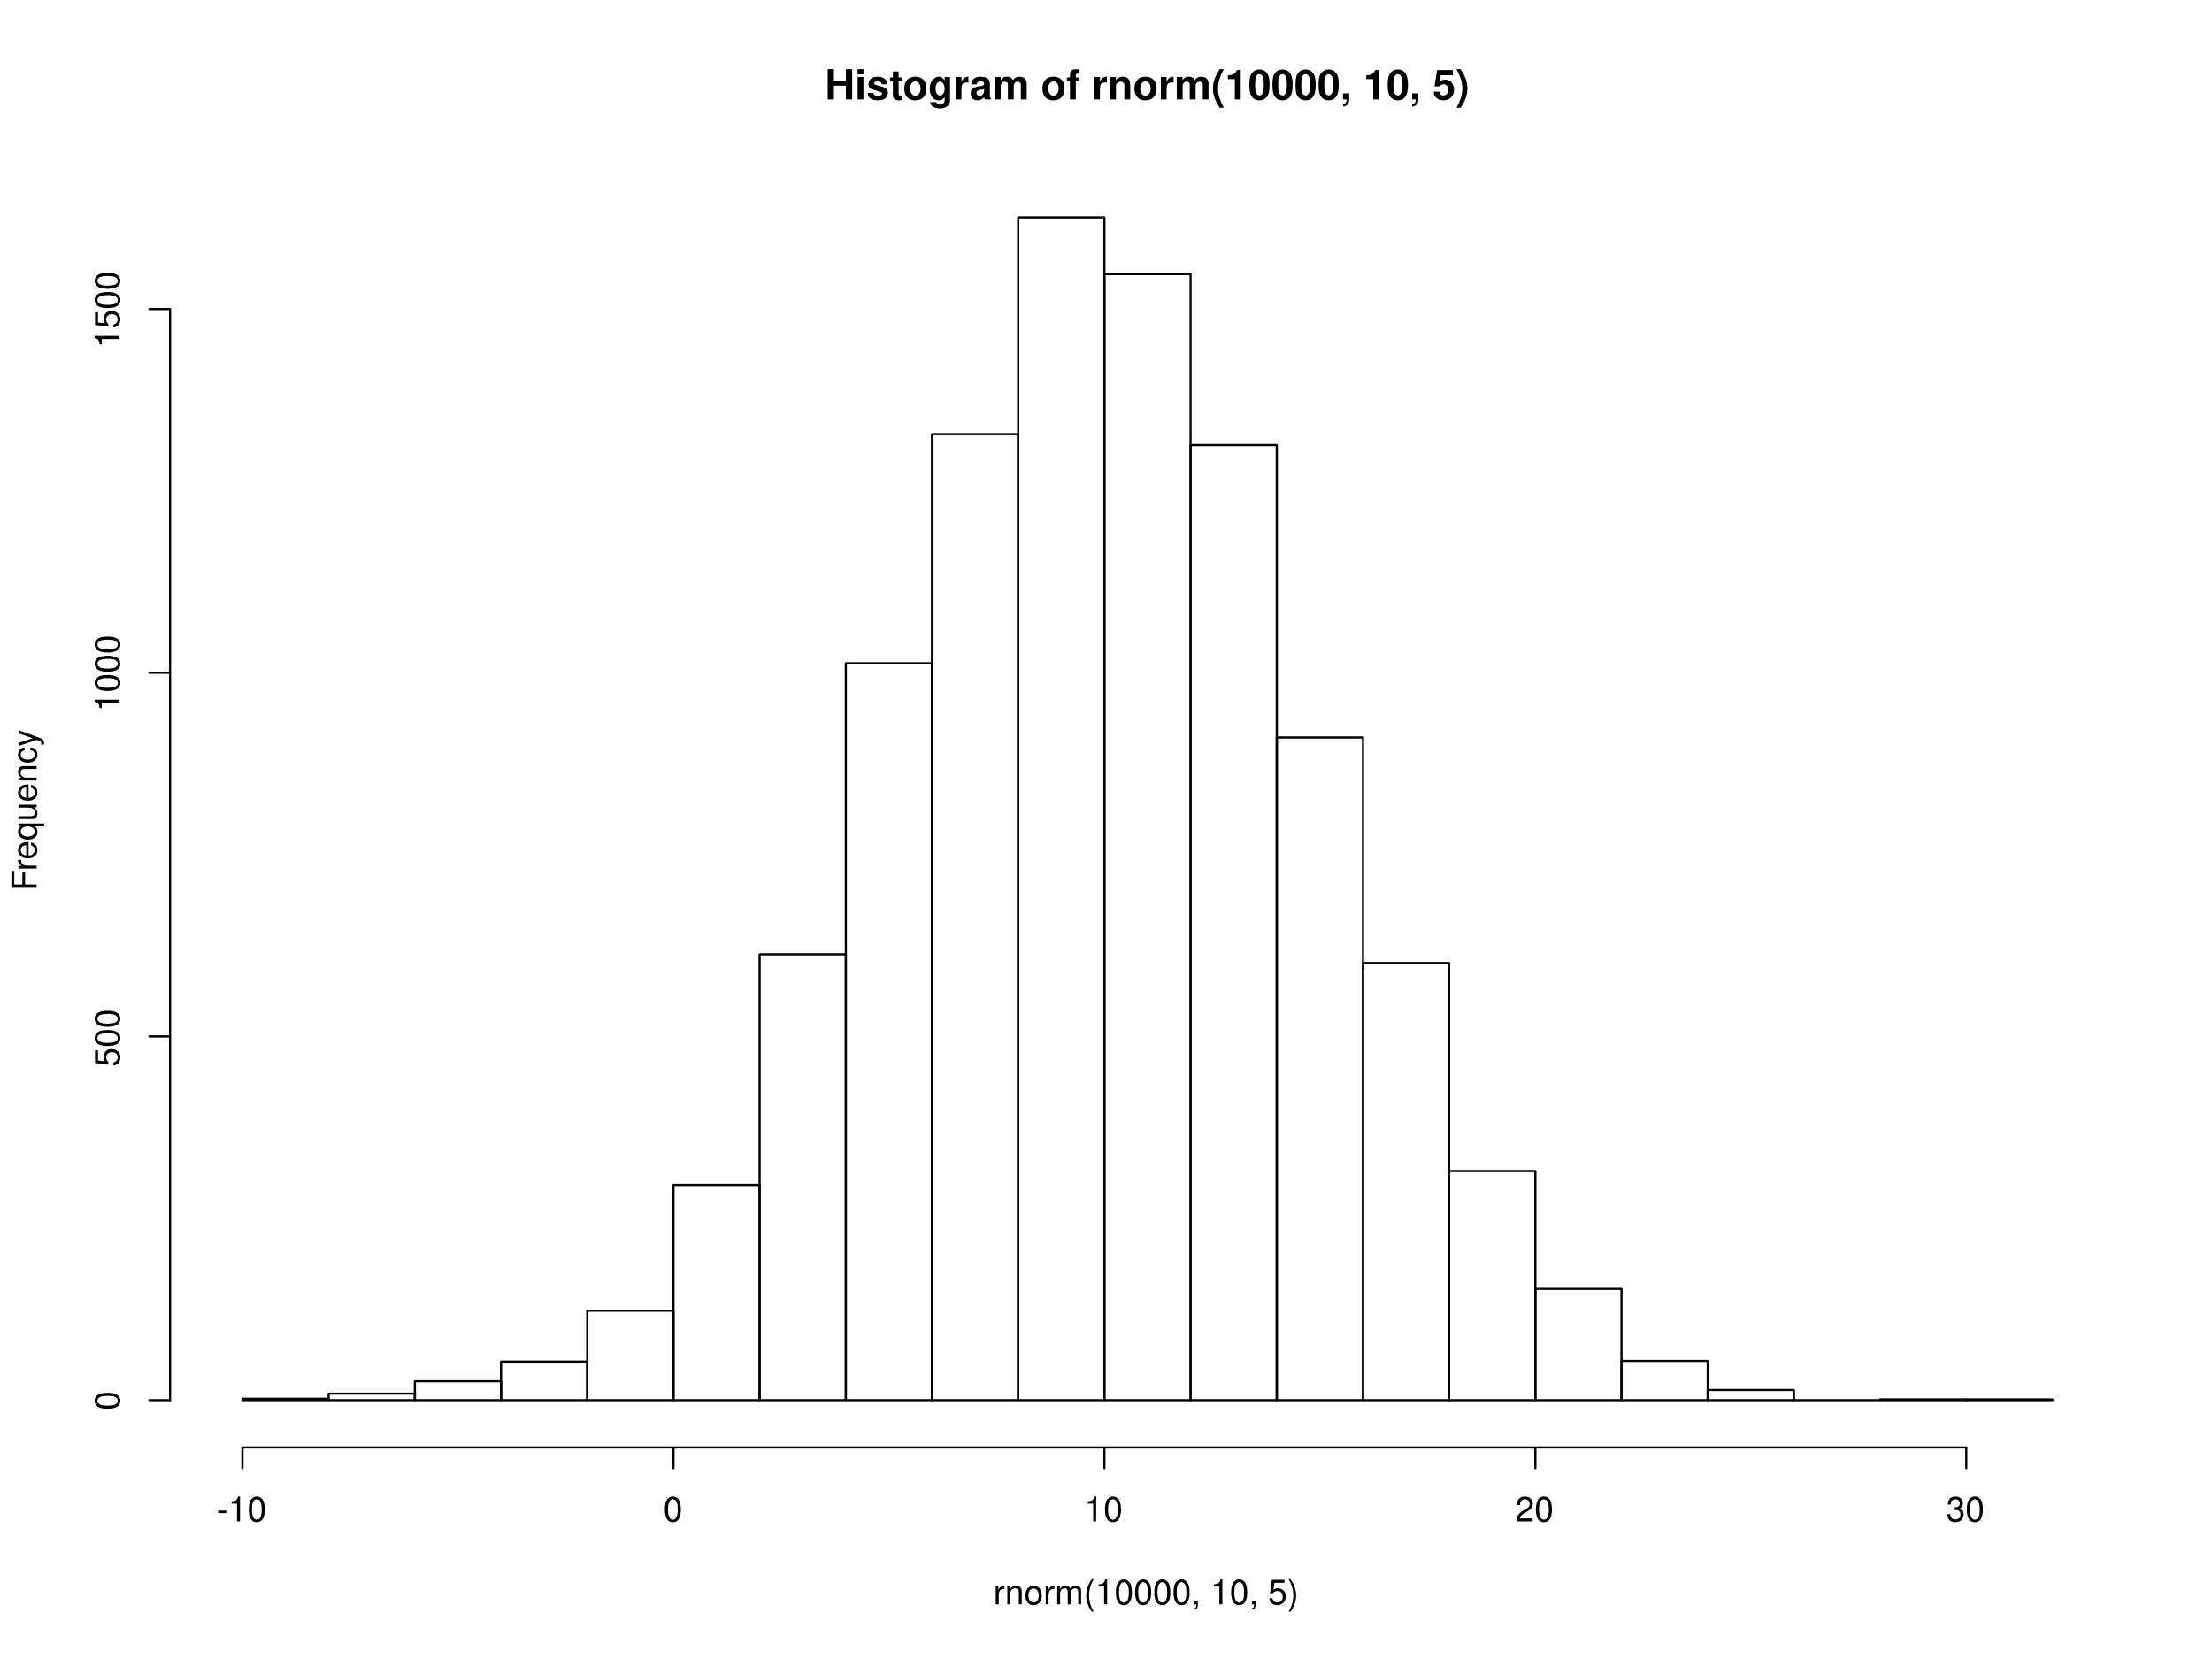 Histogram of rnorm(10000, 10, 5)
Frequency
1500
1000
500
0
-10 0 10 20 30
rnorm(10000, 10, 5)